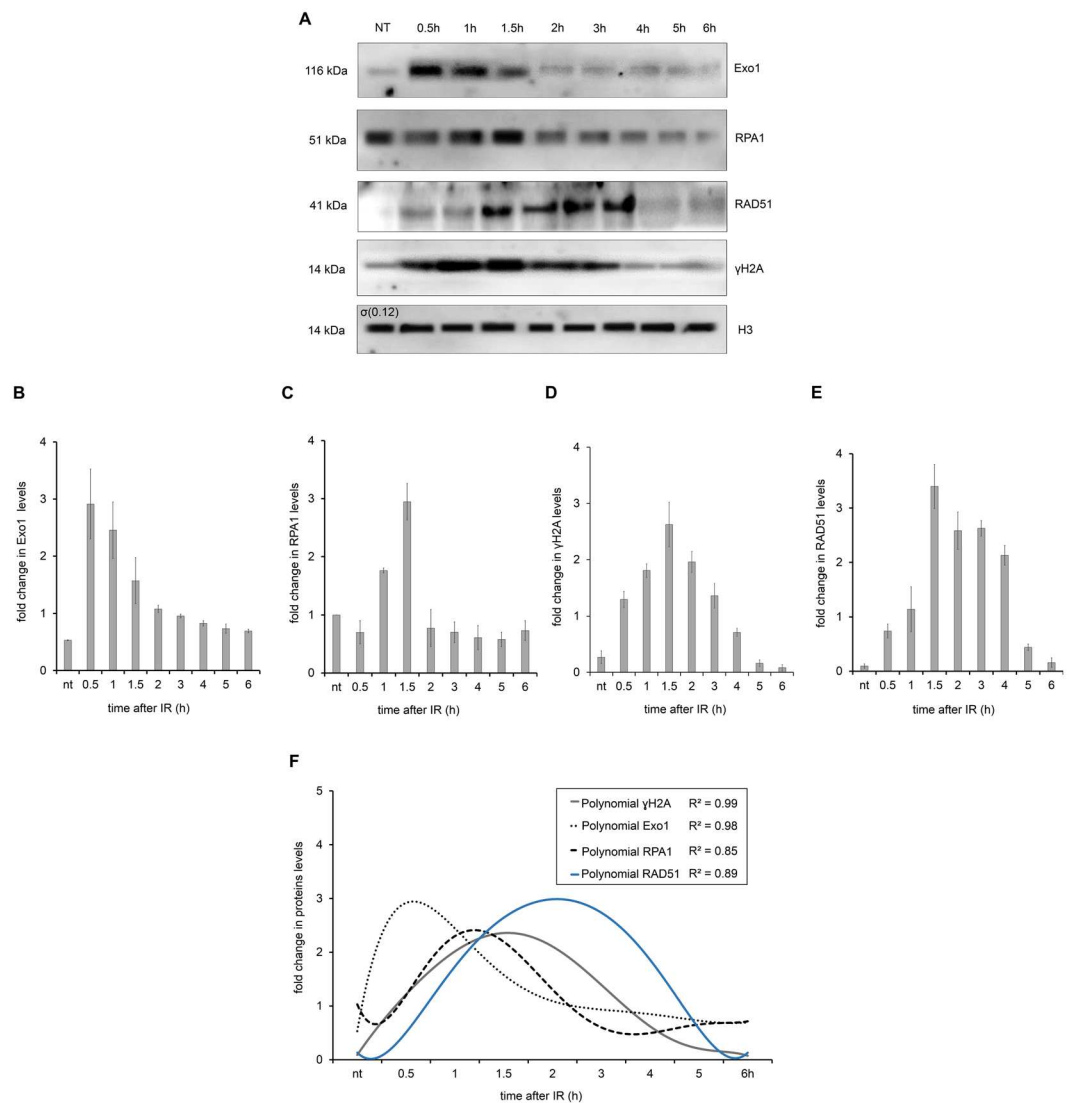 A
NT 0.5h 1h 1.5h 2h 3h 4h 5h 6h
116 kDa Exo1
51 kDa RPA1
41 kDa RAD51
14 kDa γH2A
σ(0.12)
14 kDa H3
B
fold change in Exo1 levels
4
3
2
1
0
nt 0.5 1 1.5 2 3 4 5 6
time after IR (h)
C
fold change in RPA1 levels
4
3
2
1
0
nt 0.5 1 1.5 2 3 4 5 6
time after IR (h)
D
fold change in γH2A levels
4
3
2
1
0
nt 0.5 1 1.5 2 3 4 5 6
time after IR (h)
E
fold change in RAD51 levels
4
3
2
1
0
nt 0.5 1 1.5 2 3 4 5 6
time after IR (h)
F
fold change in proteins levels
5
4
3
2
1
0
Polynomial ɣH2A R² = 0.99
Polynomial Exo1 R² = 0.98
Polynomial RPA1 R² = 0.85
Polynomial RAD51 R² = 0.89
nt 0.5 1 1.5 2 3 4 5 6h
time after IR (h)